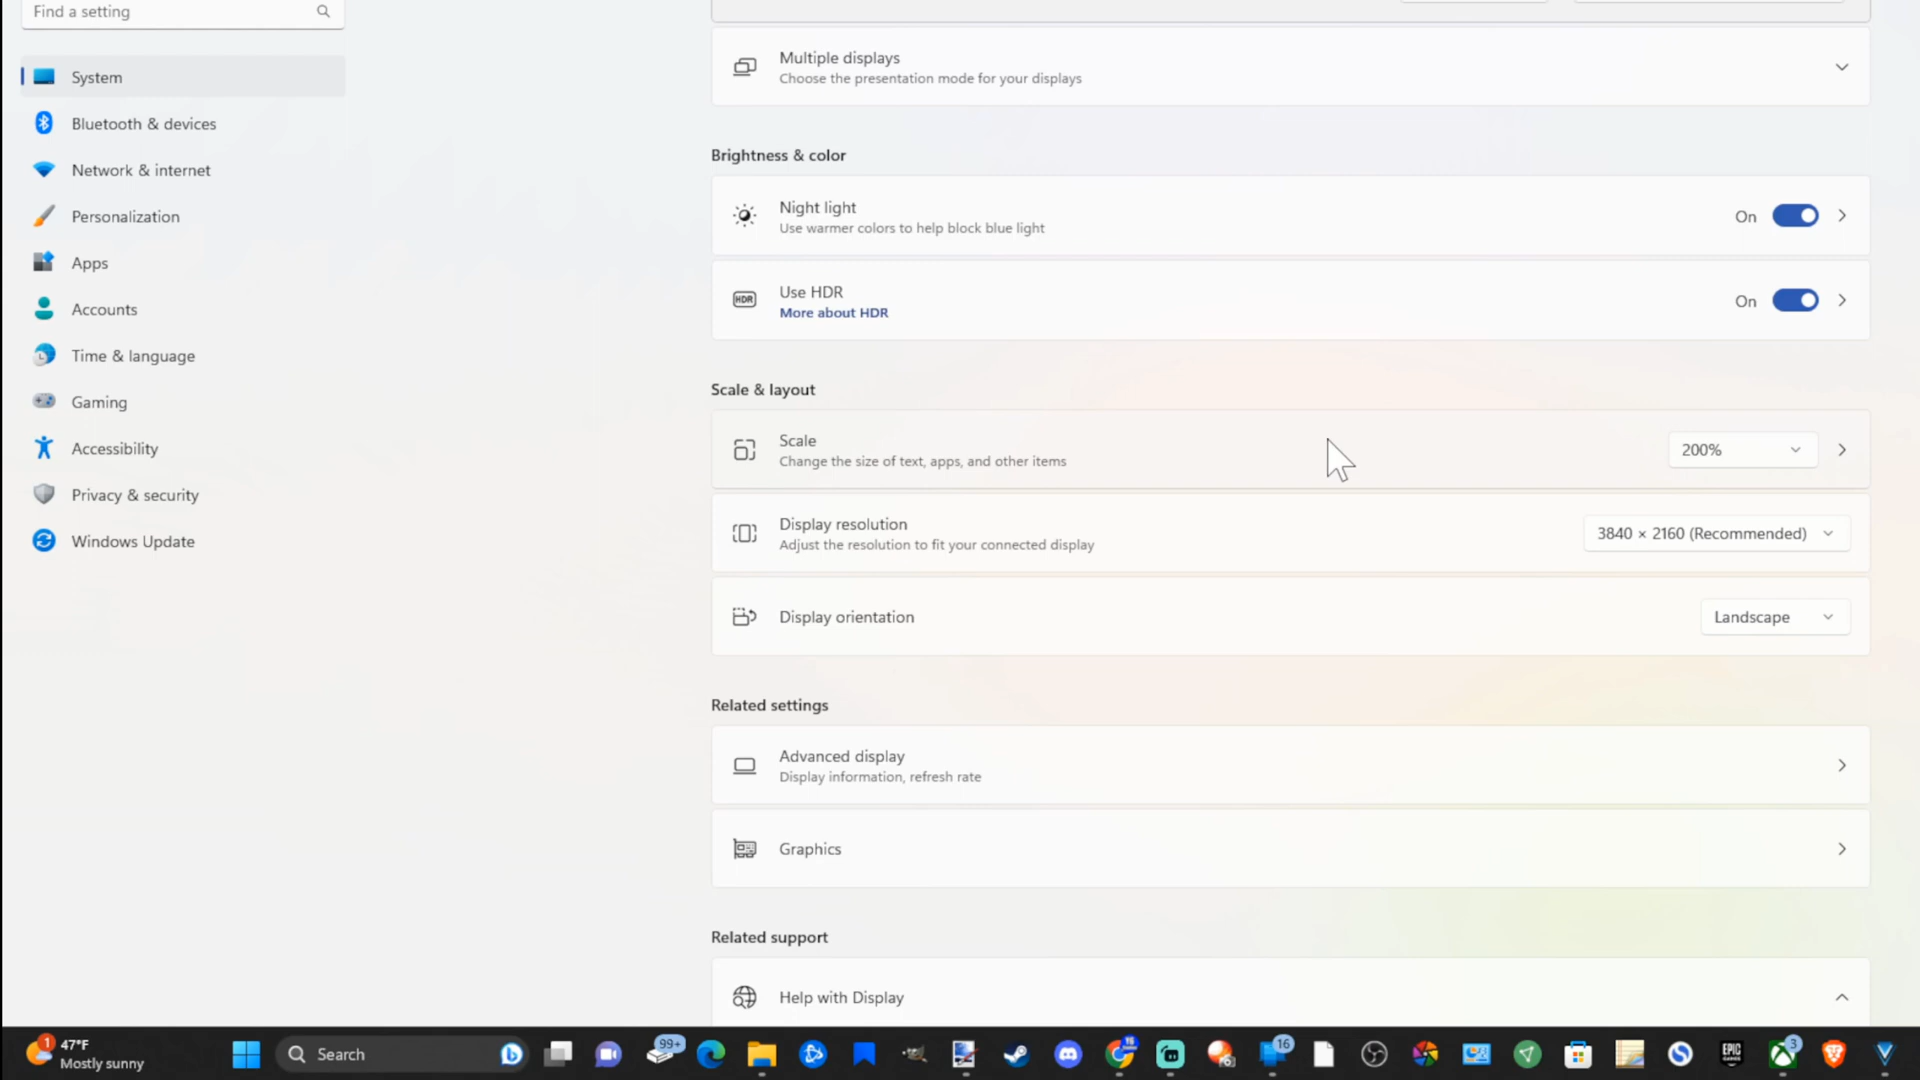 Find a setting
System
Bluetooth & devices
Network & internet
Personalization
Apps
Accounts
Time & language
Gaming
Accessibility
Privacy & security
Windows Update
Multiple displays
Choose the presentation mode for your displays
Brightness & color
Night light
Use warmer colors to help block blue light
On
HDR
Use HDR
More about HDR
On
Scale & layout
Scale
Change the size of text, apps, and other items
200%
Display resolution
Adjust the resolution to fit your connected display
3840 × 2160 (Recommended)
Display orientation
Landscape
Related settings
Advanced display
Display information, refresh rate
Graphics
Related support
Help with Display
1
47°F
Mostly sunny
Search
99+
16
EPIC
3